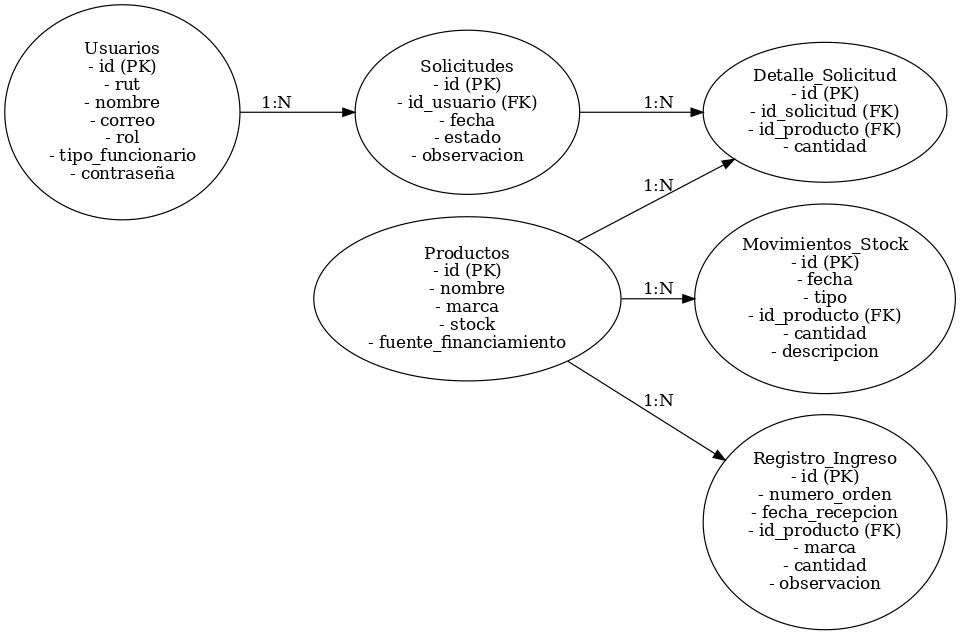 Usuarios
- id (PK)
- rut
- nombre
- correo
- rol
- tipo_funcionario
- contraseña
1:N
Solicitudes
- id (PK)
- id_usuario (FK)
- fecha
- estado
- observacion
1:N
Detalle_Solicitud
- id (PK)
- id_solicitud (FK)
- id_producto (FK)
- cantidad
1:N
Productos
- id (PK)
- nombre
- marca
- stock
- fuente_financiamiento
1:N
Movimientos_Stock
- id (PK)
- fecha
- tipo
- id_producto (FK)
- cantidad
- descripcion
1:N
Registro_Ingreso
- id (PK)
- numero_orden
- fecha_recepcion
- id_producto (FK)
- marca
- cantidad
- observacion